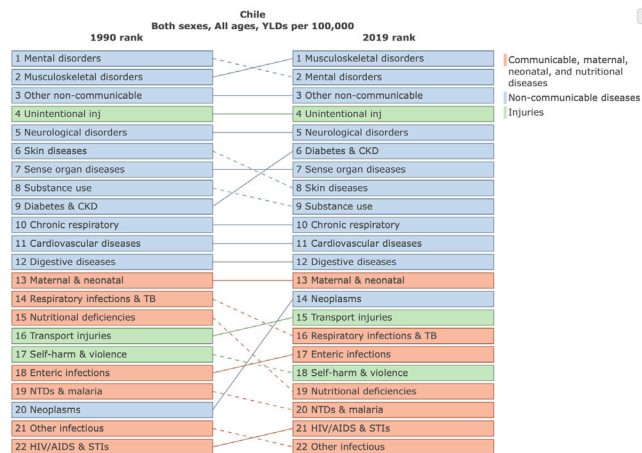 Chile
Both sexes, All ages, YLDs per 100,000
1990 rank
2019 rank
1 Mental disorders
2 Musculoskeletal disorders
3 Other non-communicable
4 Unintentional inj
5 Neurological disorders
6 Skin diseases
7 Sense organ diseases
8 Substance use
9 Diabetes & CKD
10 Chronic respiratory
11 Cardiovascular diseases
12 Digestive diseases
13 Maternal & neonatal
14 Respiratory infections & TB
15 Nutritional deficiencies
16 Transport injuries
17 Self-harm & violence
18 Enteric infections
19 NTDs & malaria
20 Neoplasms
21 Other infectious
22 HIV/AIDS & STIs
1 Musculoskeletal disorders
2 Mental disorders
3 Other non-communicable
4 Unintentional inj
5 Neurological disorders
6 Diabetes & CKD
7 Sense organ diseases
8 Skin diseases
9 Substance use
10 Chronic respiratory
11 Cardiovascular diseases
12 Digestive diseases
13 Maternal & neonatal
14 Neoplasms
15 Transport injuries
16 Respiratory infections & TB
17 Enteric infections
18 Self-harm & violence
19 Nutritional deficiencies
20 NTDs & malaria
21 HIV/AIDS & STIs
22 Other infectious
Communicable, maternal,
neonatal, and nutritional
diseases
Non-communicable diseases
Injuries